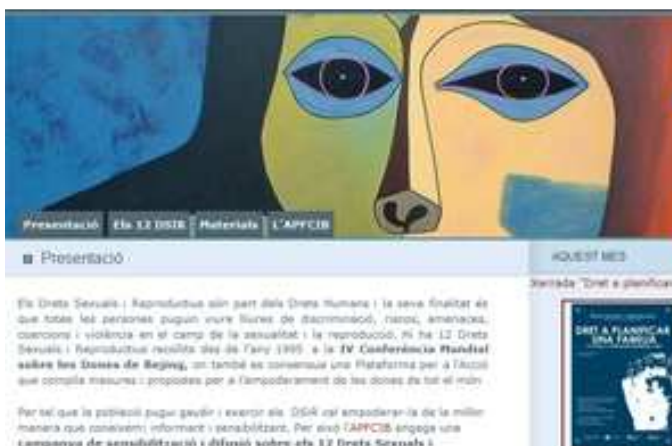 Presentació Els 12 DSIR Materials L'APFCIB
Presentació
AQUEST MES
Els Drets Sexuals i Reproductius són part dels Drets Humans i la seva finalitat és
que totes les persones puguin viure lliures de discriminació, riscos, amenaces,
coercions i violència en el camp de la sexualitat i la reproducció. Hi ha 12 Drets
Sexuals i Reproductius recollits des de l'any 1995 a la IV Conferència Mundial
sobre les Dones de Bejing, on també es consensua una Plataforma per a l'Acció
que compila mesures i propostes per a l'empoderament de les dones de tot el món
Per tal que la població pugui gaudir i exercir els DSiR cal empoderar-la de la millor
manera que coneixem: informant i sensibilitzant. Per això l'APFCIB engega una
campanya de sensibilització i difusió sobre els 12 Drets Sexuals i
Xerrada "Dret a planificar
DRET A PLANIFICAR
UNA FAMÍLIA